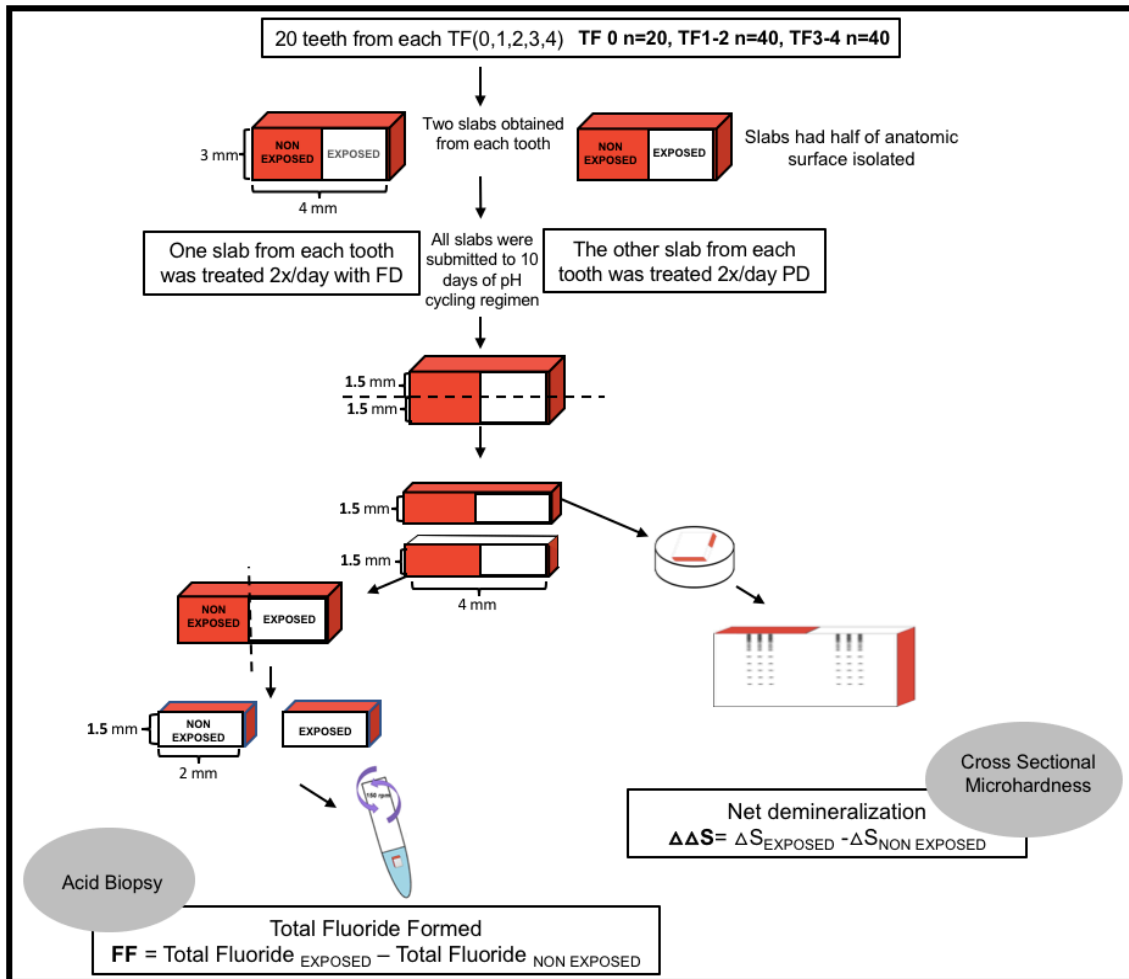 20 teeth from each TF(0,1,2,3,4) TF 0 n=20, TF1-2 n=40, TF3-4 n=40
3 mm
NON
EXPOSED
EXPOSED
4 mm
Two slabs obtained
from each tooth
NON
EXPOSED
EXPOSED
Slabs had half of anatomic
surface isolated
One slab from each tooth
was treated 2x/day with FD
All slabs were
submitted to 10
days of pH
cycling regimen
The other slab from each
tooth was treated 2x/day PD
1.5 mm
1.5 mm
1.5 mm
1.5 mm
4 mm
NON
EXPOSED
EXPOSED
1.5 mm
NON
EXPOSED
2 mm
EXPOSED
150 rpm
Cross Sectional
Microhardness
Net demineralization
ΔΔS= ΔS EXPOSED -ΔS NON EXPOSED
Acid Biopsy
Total Fluoride Formed
FF = Total Fluoride EXPOSED – Total Fluoride NON EXPOSED